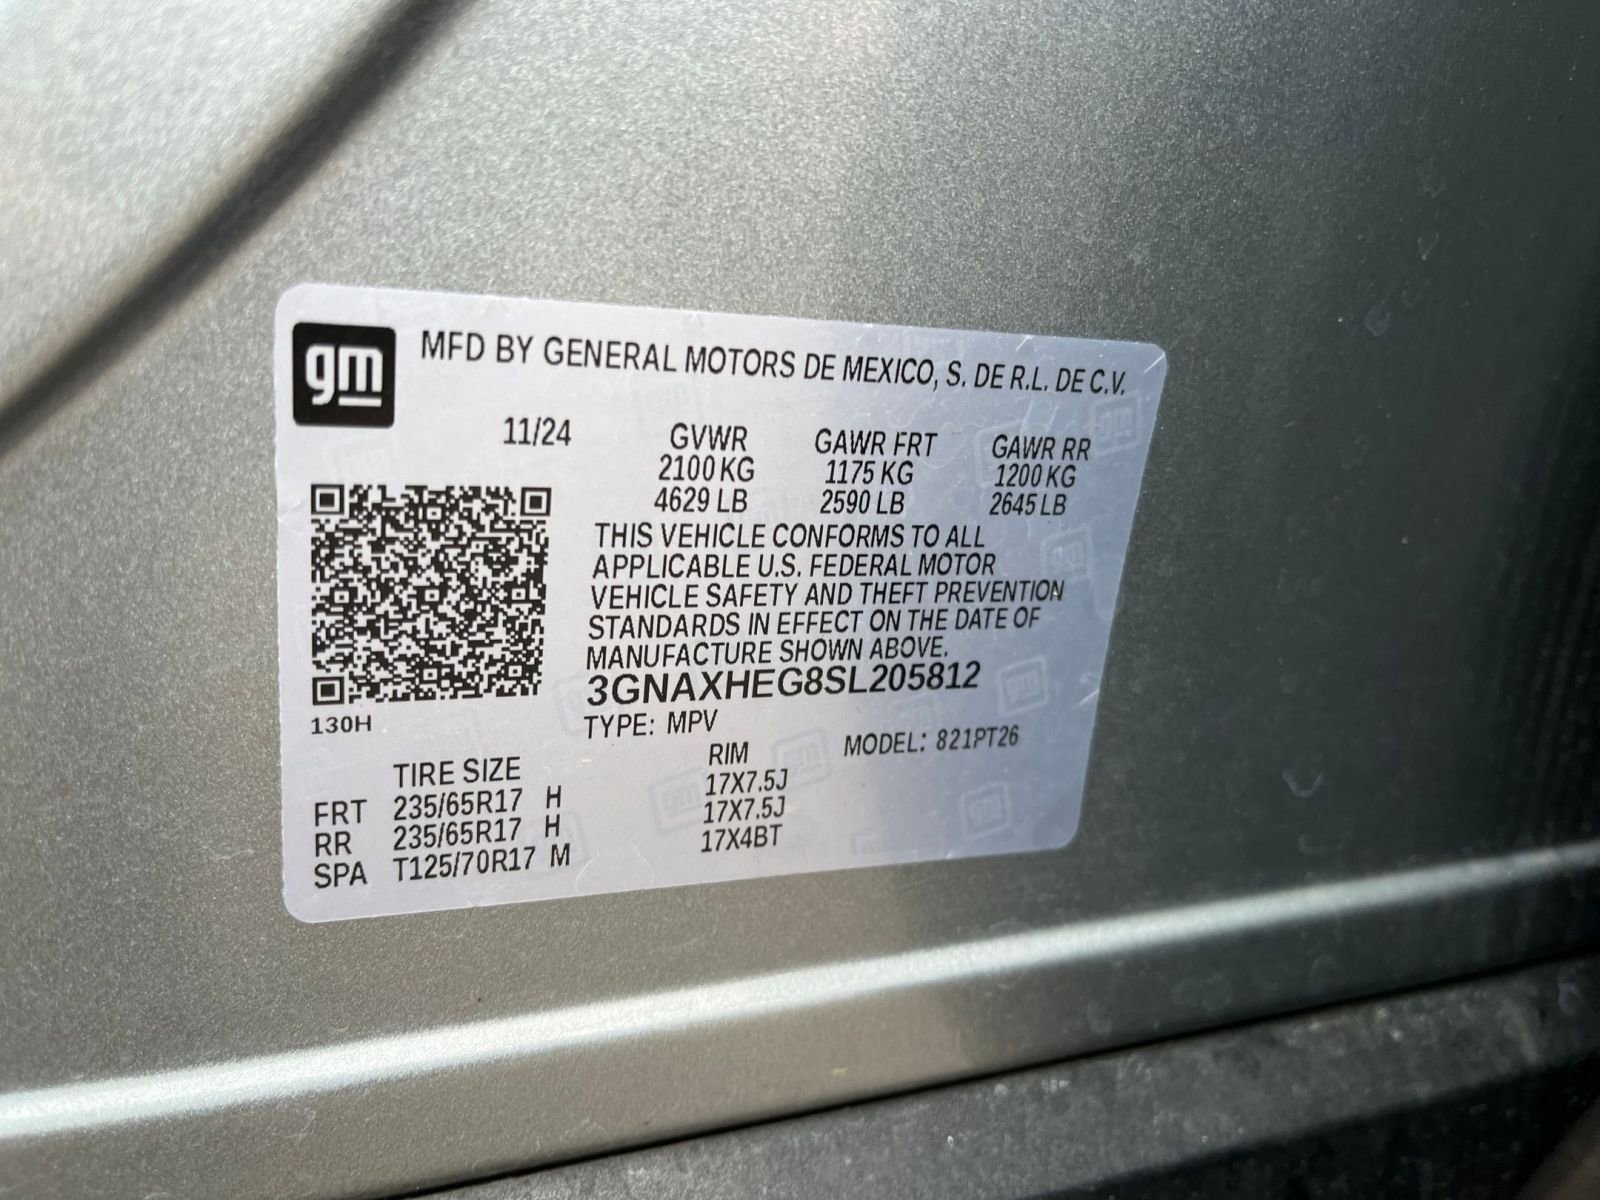 gm
MFD BY GENERAL MOTORS DE MEXICO, S. DE R.L. DE C.V.
11/24 GVWR GAWR FRT GAWR RR
2100 KG 1175 KG 1200 KG
4629 LB 2590 LB 2645 LB
THIS VEHICLE CONFORMS TO ALL
APPLICABLE U.S. FEDERAL MOTOR
VEHICLE SAFETY AND THEFT PREVENTION
STANDARDS IN EFFECT ON THE DATE OF
MANUFACTURE SHOWN ABOVE.
3GNAXHEG8SL205812
130H
TYPE: MPV MODEL: 821PT26
TIRE SIZE RIM
FRT 235/65R17 H 17X7.5J
RR 235/65R17 H 17X7.5J
SPA T125/70R17 M 17X4BT